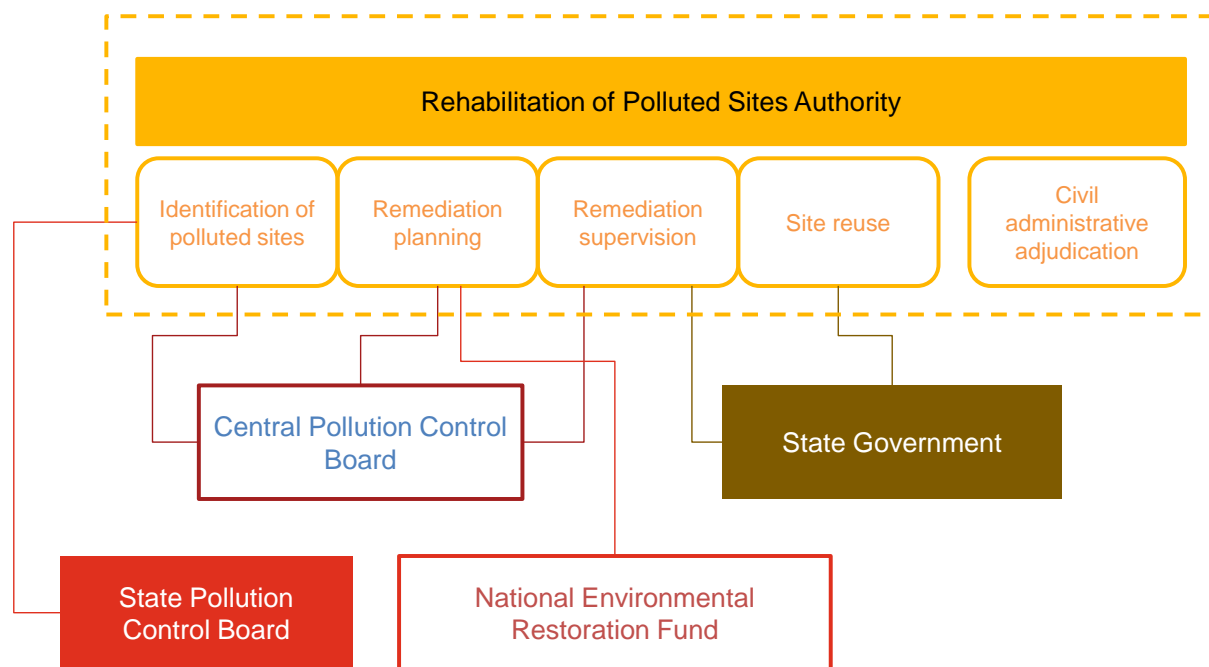 Rehabilitation of Polluted Sites Authority
Identification of
polluted sites
Remediation
planning
Remediation
supervision
Site reuse
Civil
administrative
adjudication
Central Pollution Control
Board
State Government
State Pollution
Control Board
National Environmental
Restoration Fund